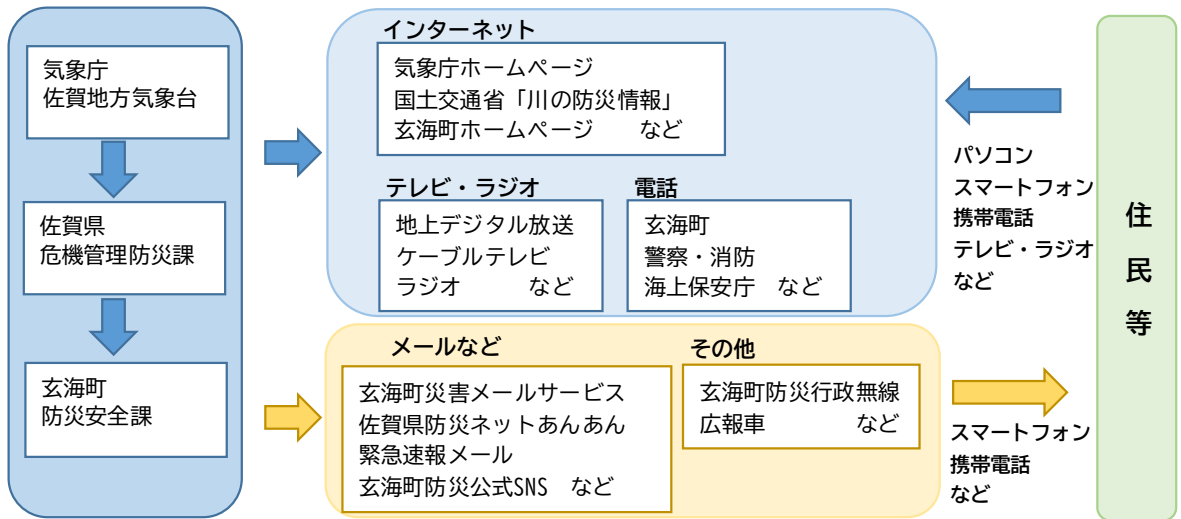 気象庁
佐賀地方気象台
佐賀県
危機管理防災課
玄海町
防災安全課
インターネット
気象庁ホームページ
国土交通省「川の防災情報」
玄海町ホームページ　など
テレビ・ラジオ
地上デジタル放送
ケーブルテレビ
ラジオ　など
電話
玄海町
警察・消防
海上保安庁　など
メールなど
玄海町災害メールサービス
佐賀県防災ネットあんあん
緊急速報メール
玄海町防災公式SNS　など
その他
玄海町防災行政無線
広報車　など
パソコン
スマートフォン
携帯電話
テレビ・ラジオ
など
スマートフォン
携帯電話
など
住民等